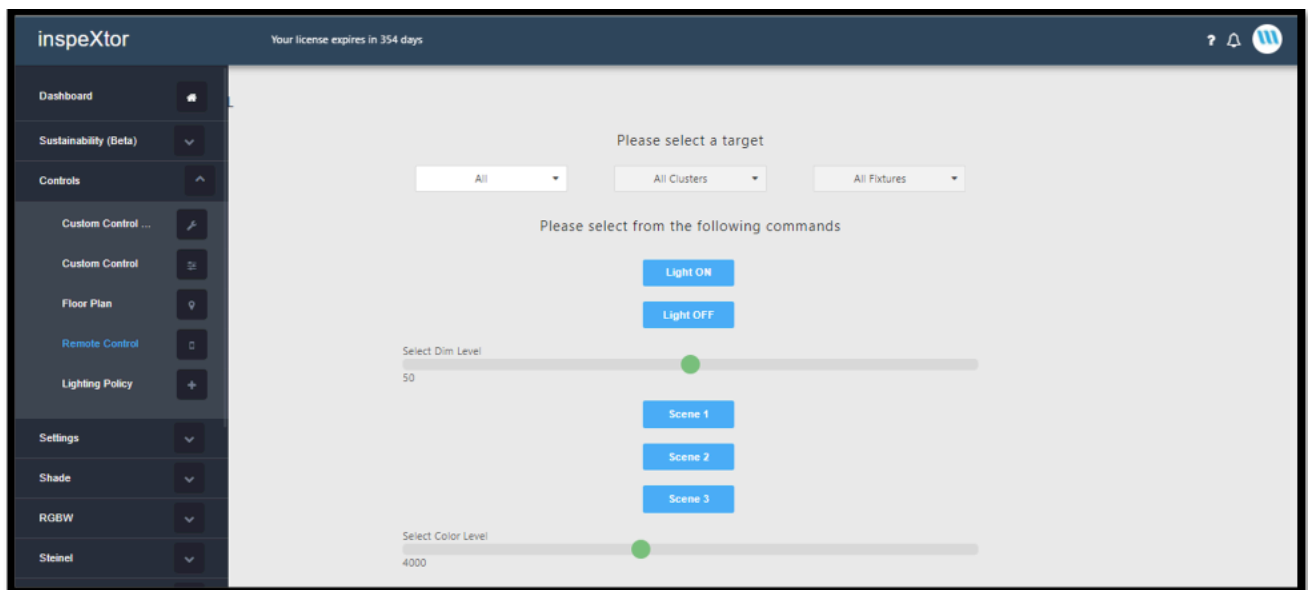 inspeXtor
Your license expires in 354 days
?
Dashboard
Sustainability (Beta)
Controls
Custom Control ...
Custom Control
Floor Plan
Remote Control
Lighting Policy
Settings
Shade
RGBW
Steinel
Please select a target
All
All Clusters
All Fixtures
Please select from the following commands
Light ON
Light OFF
Select Dim Level
50
Scene 1
Scene 2
Scene 3
Select Color Level
4000